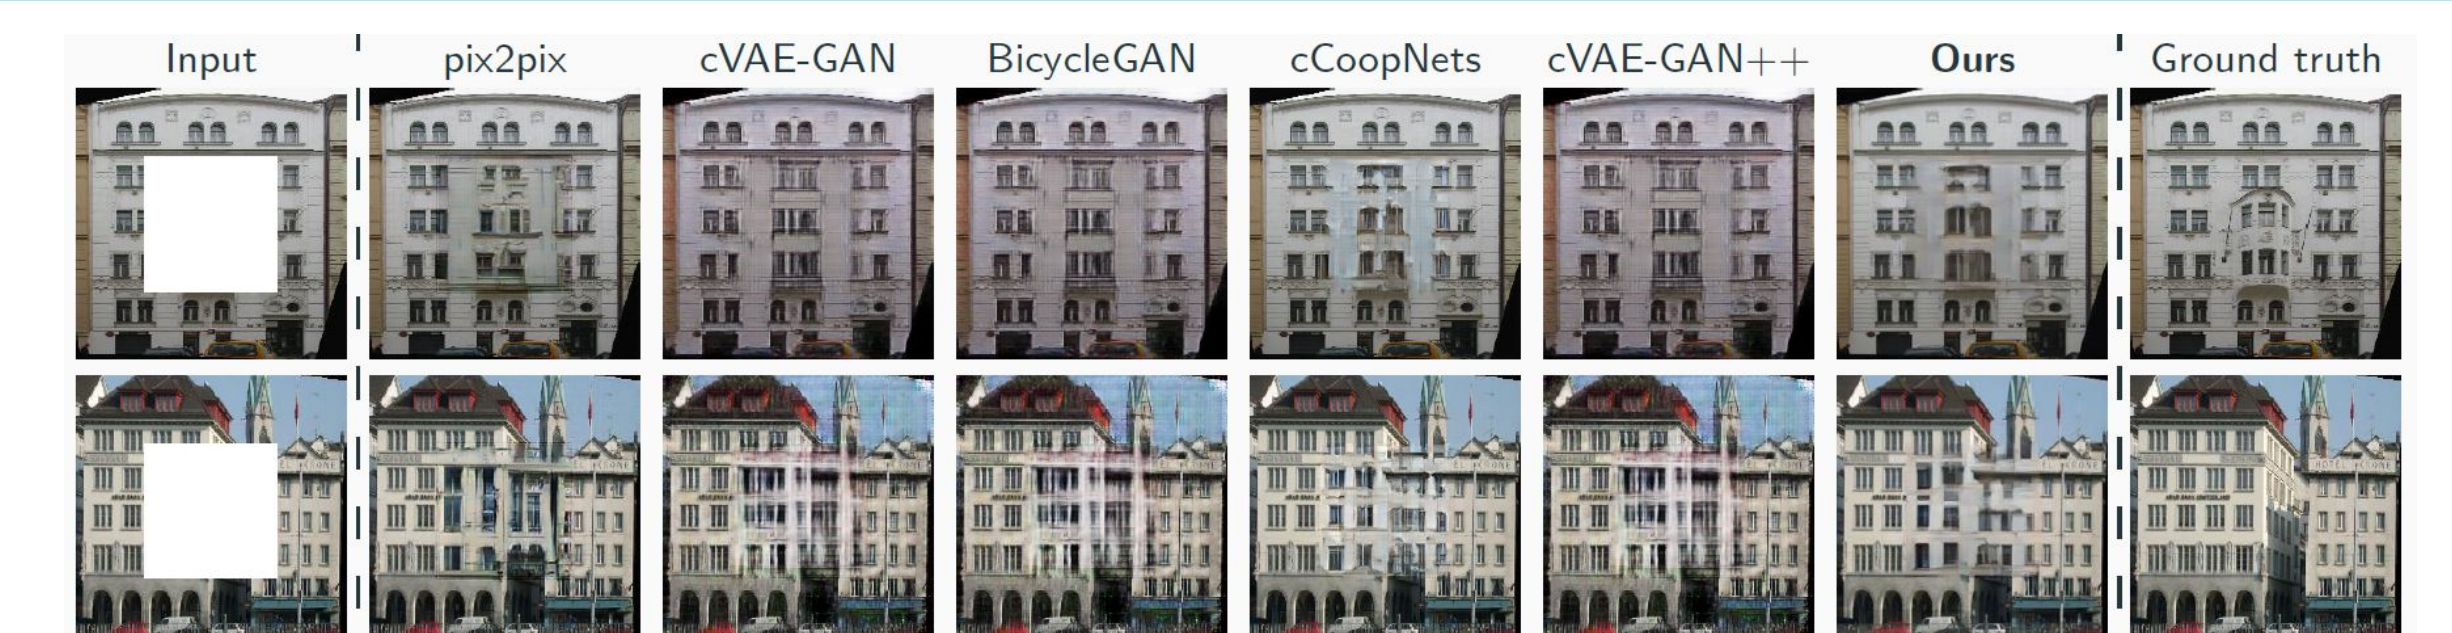 Input pix2pix cVAE-GAN BicycleGAN cCoopNets cVAE-GAN++ Ours Ground truth